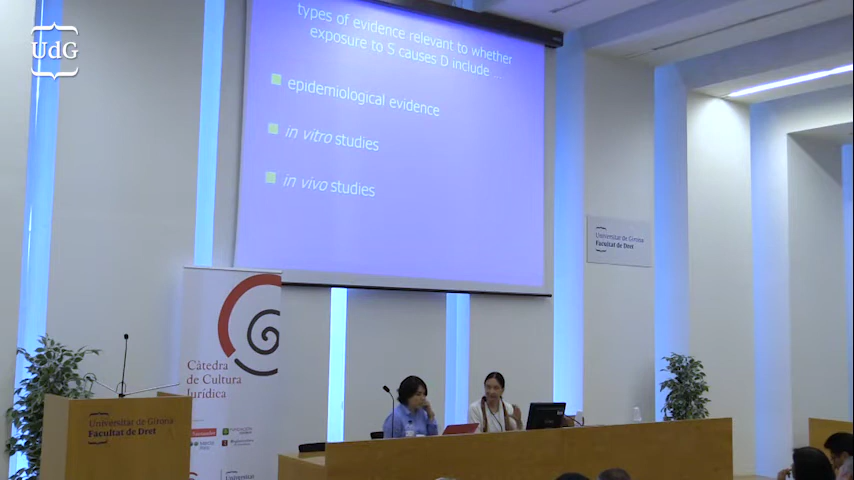 UdG
types of evidence relevant to whether
exposure to S causes D include ...
epidemiological evidence
in vitro studies
in vivo studies
Universitat de Girona
Facultat de Dret
Càtedra
de Cultura
Jurídica
Universitat de Girona
Facultat de Dret